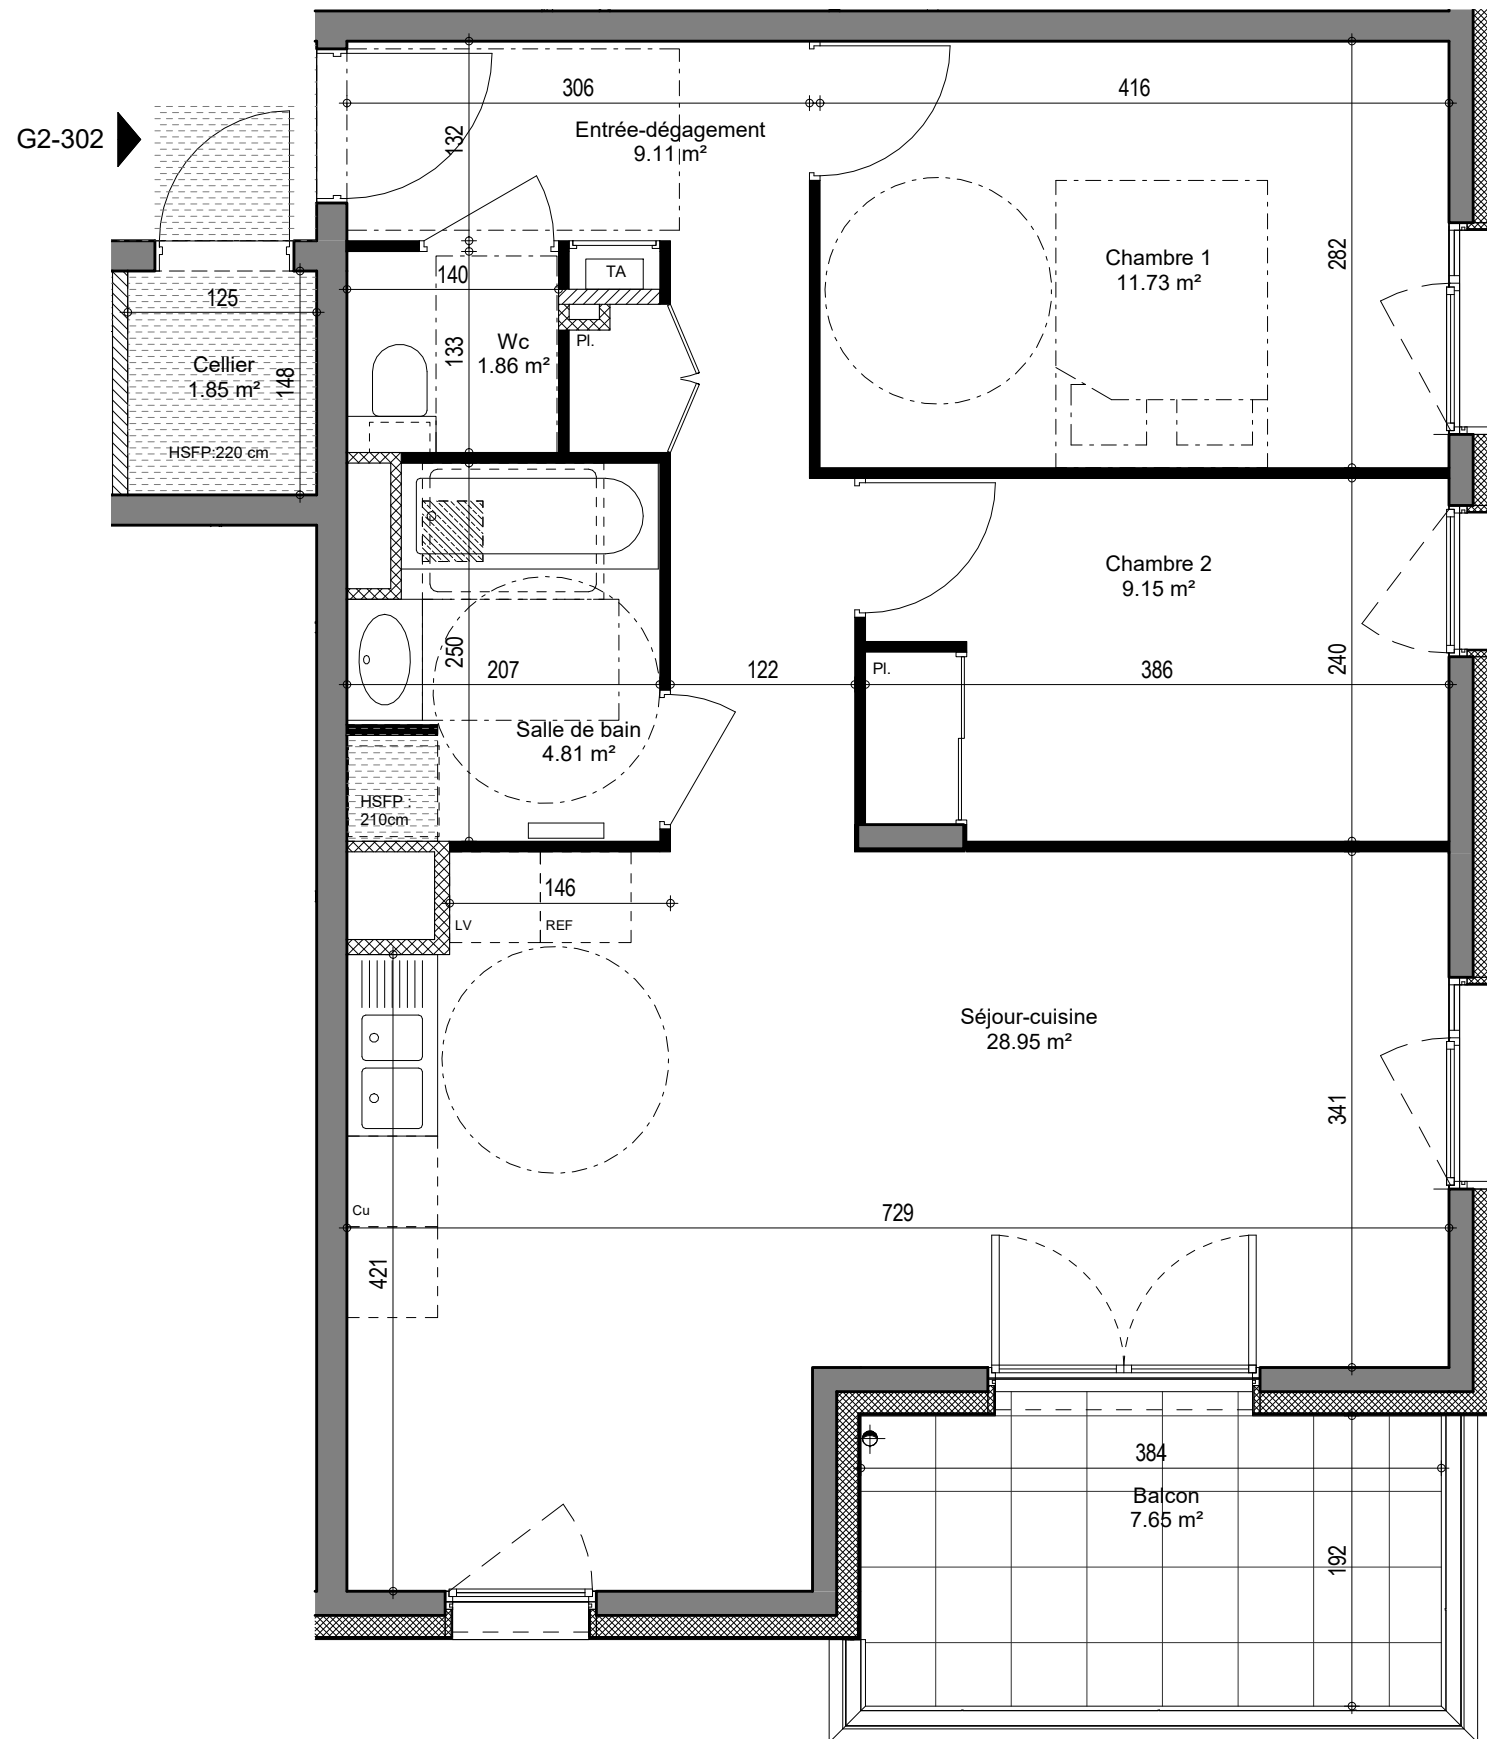 306
416
G2-302
132
Entrée-dégagement
9.11 m²
Chambre 1
11.73 m²
282
140
TA
125
133
Wc
1.86 m²
Pl.
Cellier
1.85 m²
148
HSFP:220 cm
Chambre 2
9.15 m²
250
207
122
Pl.
386
240
Salle de bain
4.81 m²
HSFP :
210cm
146
LV
REF
Séjour-cuisine
28.95 m²
341
Cu
729
421
384
Balcon
7.65 m²
192